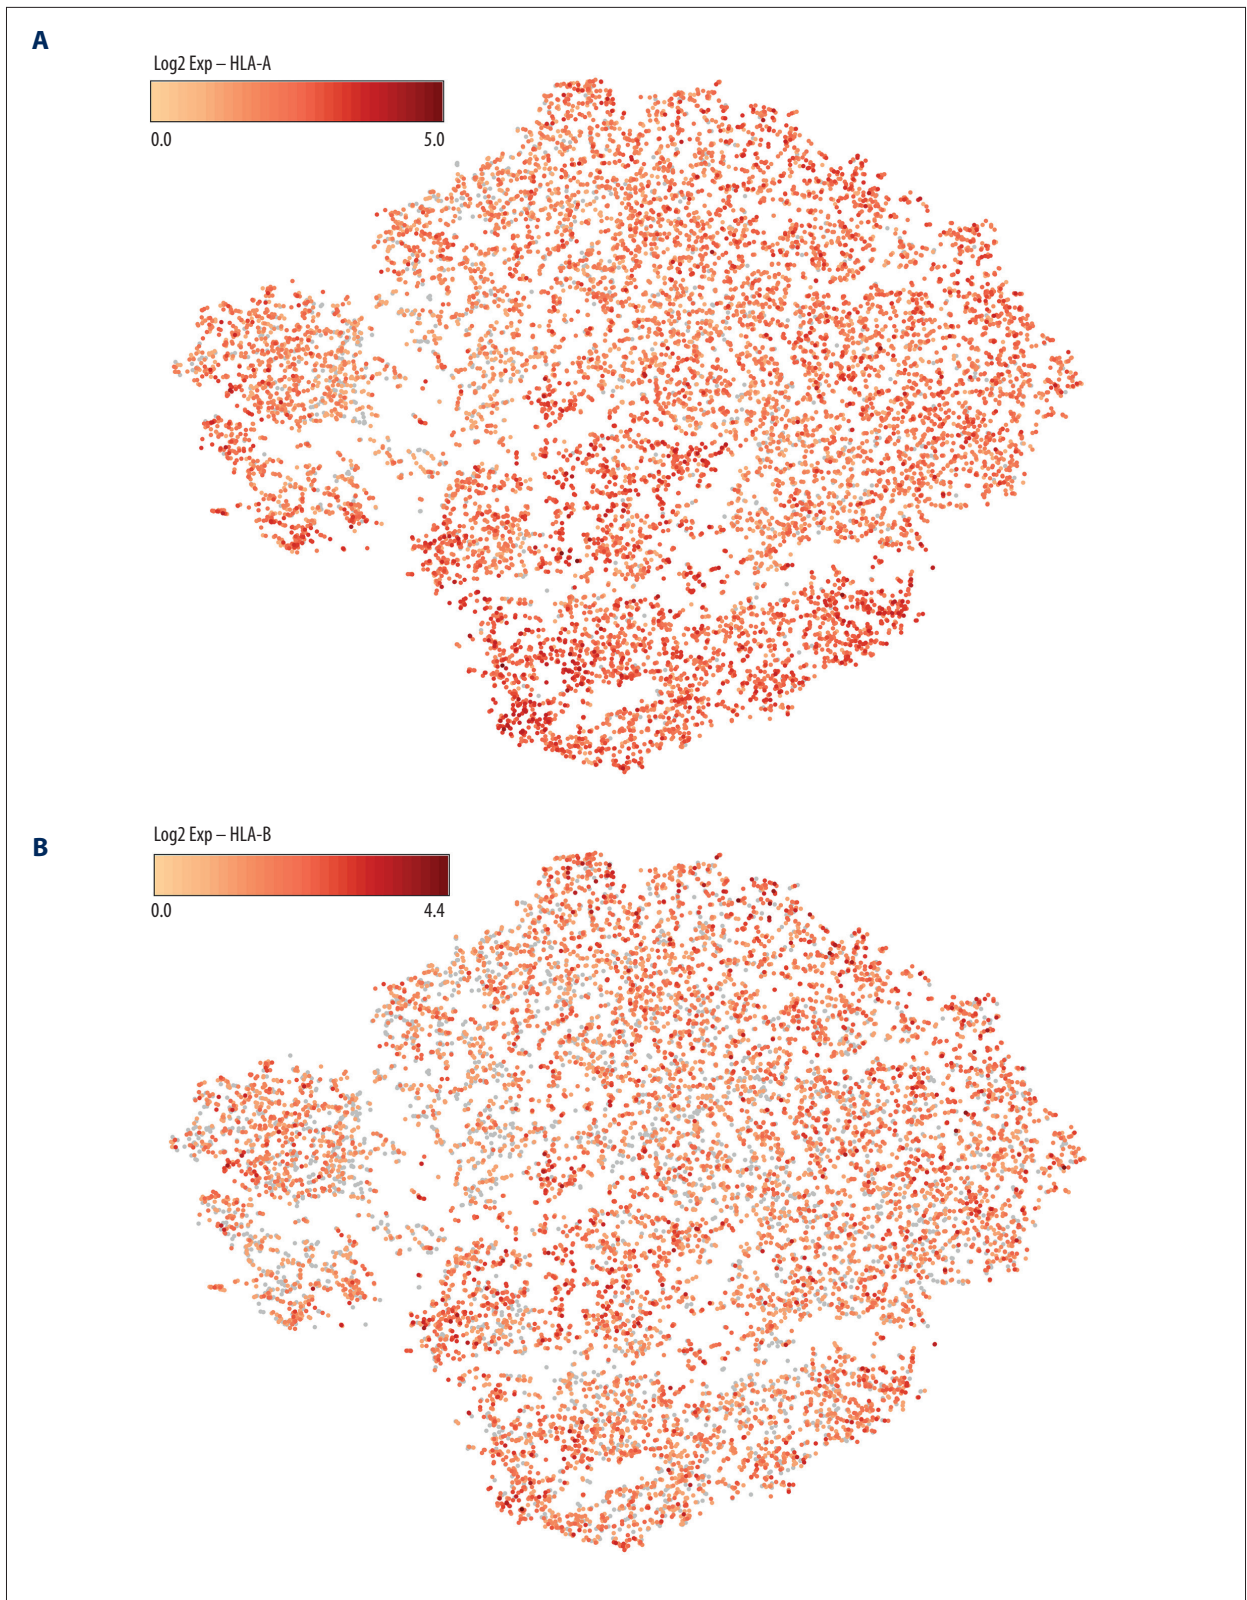 A
Log2 Exp – HLA-A
0.0 5.0
B
Log2 Exp – HLA-B
0.0 4.4